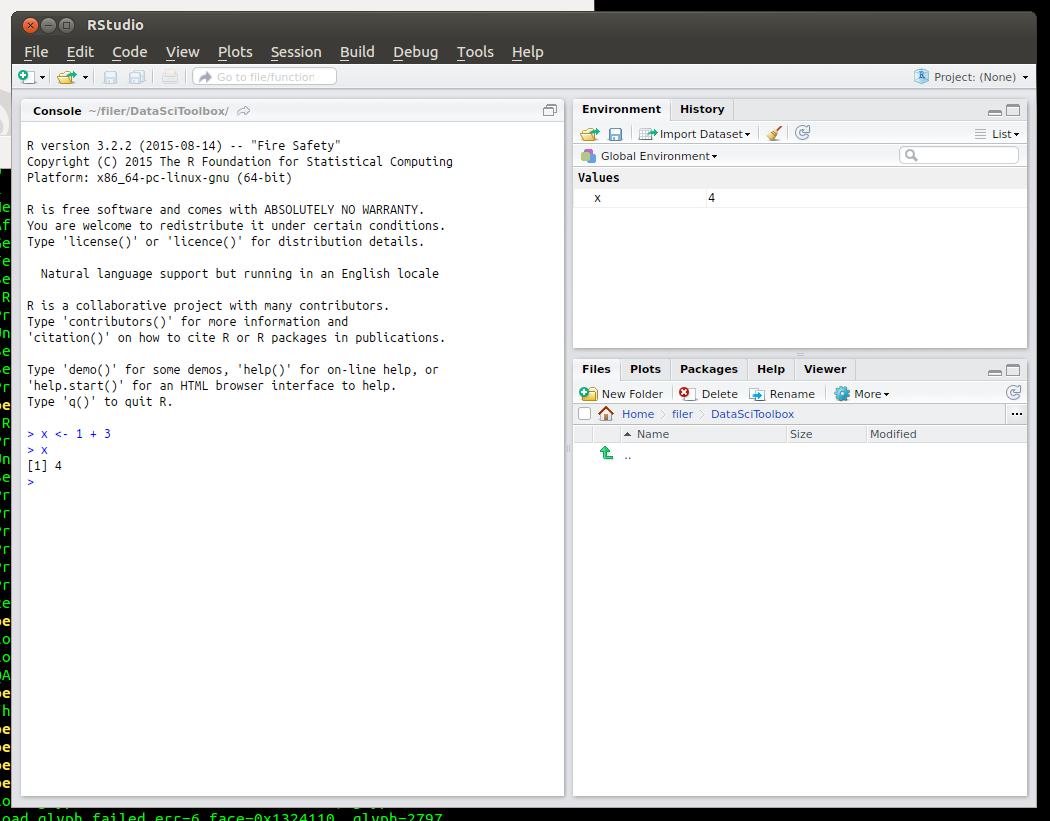 RStudio
File Edit Code View Plots Session Build Debug Tools Help
Go to file/function
Project: (None)
Console ~/filer/DataSciToolbox/
R version 3.2.2 (2015-08-14) -- "Fire Safety"
Copyright (C) 2015 The R Foundation for Statistical Computing
Platform: x86_64-pc-linux-gnu (64-bit)
R is free software and comes with ABSOLUTELY NO WARRANTY.
You are welcome to redistribute it under certain conditions.
Type 'license()' or 'licence()' for distribution details.
Natural language support but running in an English locale
R is a collaborative project with many contributors.
Type 'contributors()' for more information and
'citation()' on how to cite R or R packages in publications.
Type 'demo()' for some demos, 'help()' for on-line help, or
'help.start()' for an HTML browser interface to help.
Type 'q()' to quit R.
> x <- 1 + 3
> x
[1] 4
>
Environment History
Import Dataset List
Global Environment
Values
x 4
Files Plots Packages Help Viewer
New Folder Delete Rename More
Home filer DataSciToolbox ...
Name Size Modified
..
oad glyph failed err=6 face=0x1324110, glyph=2797